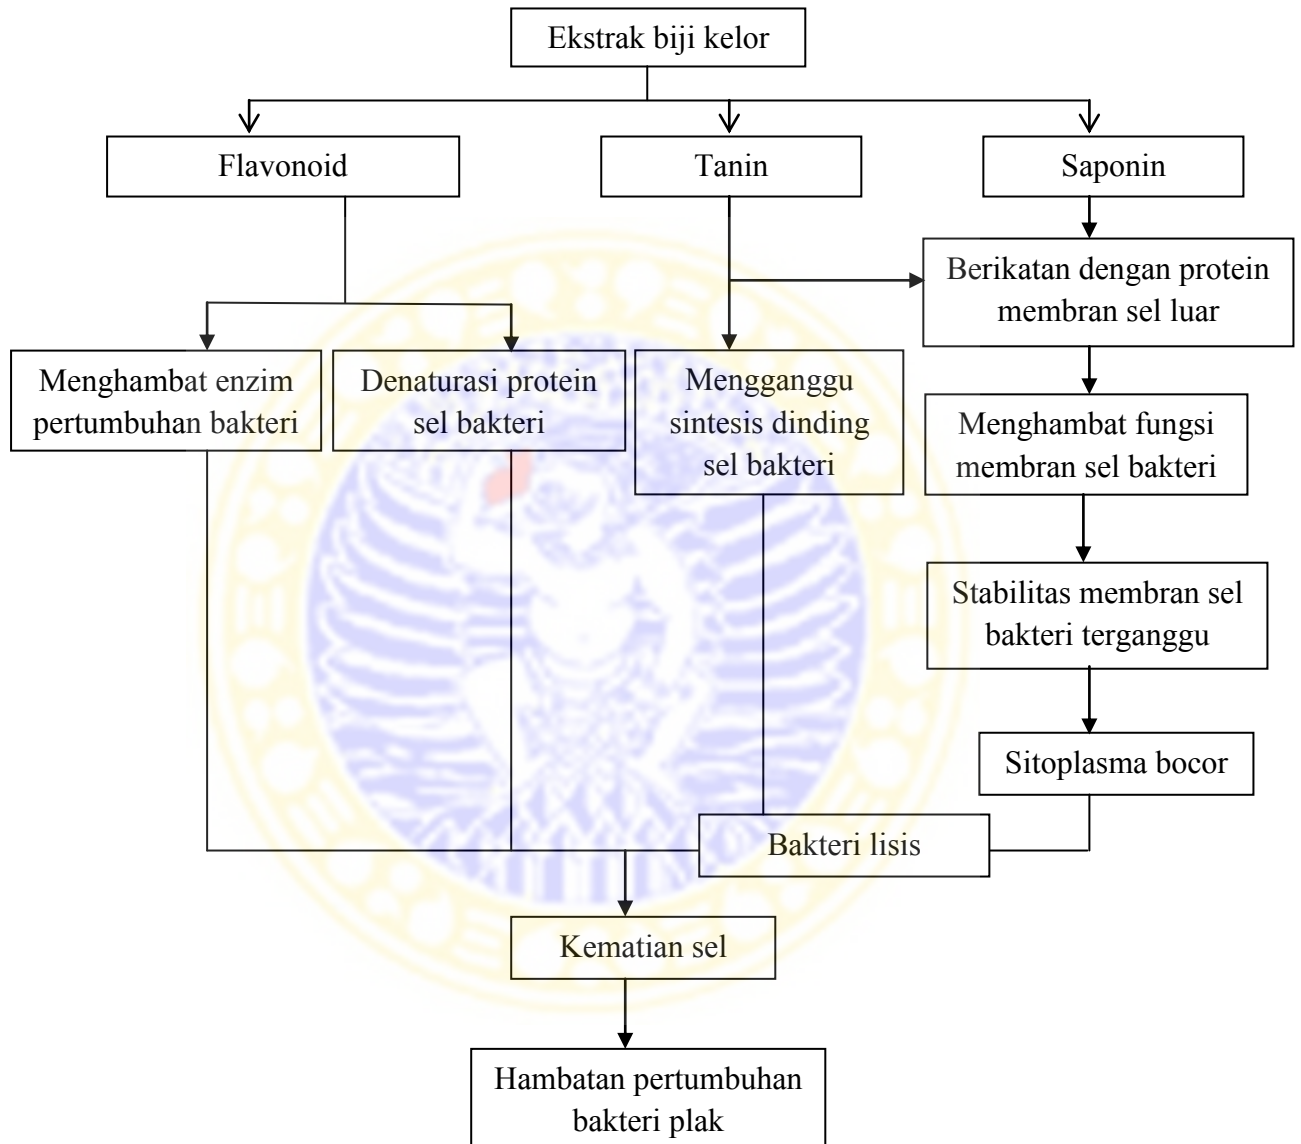 Ekstrak biji kelor
Flavonoid
Tanin
Saponin
Berikatan dengan protein
membran sel luar
Menghambat enzim
pertumbuhan bakteri
Denaturasi protein
sel bakteri
Mengganggu
sintesis dinding
sel bakteri
Menghambat fungsi
membran sel bakteri
Stabilitas membran sel
bakteri terganggu
Sitoplasma bocor
Bakteri lisis
Kematian sel
Hambatan pertumbuhan
bakteri plak